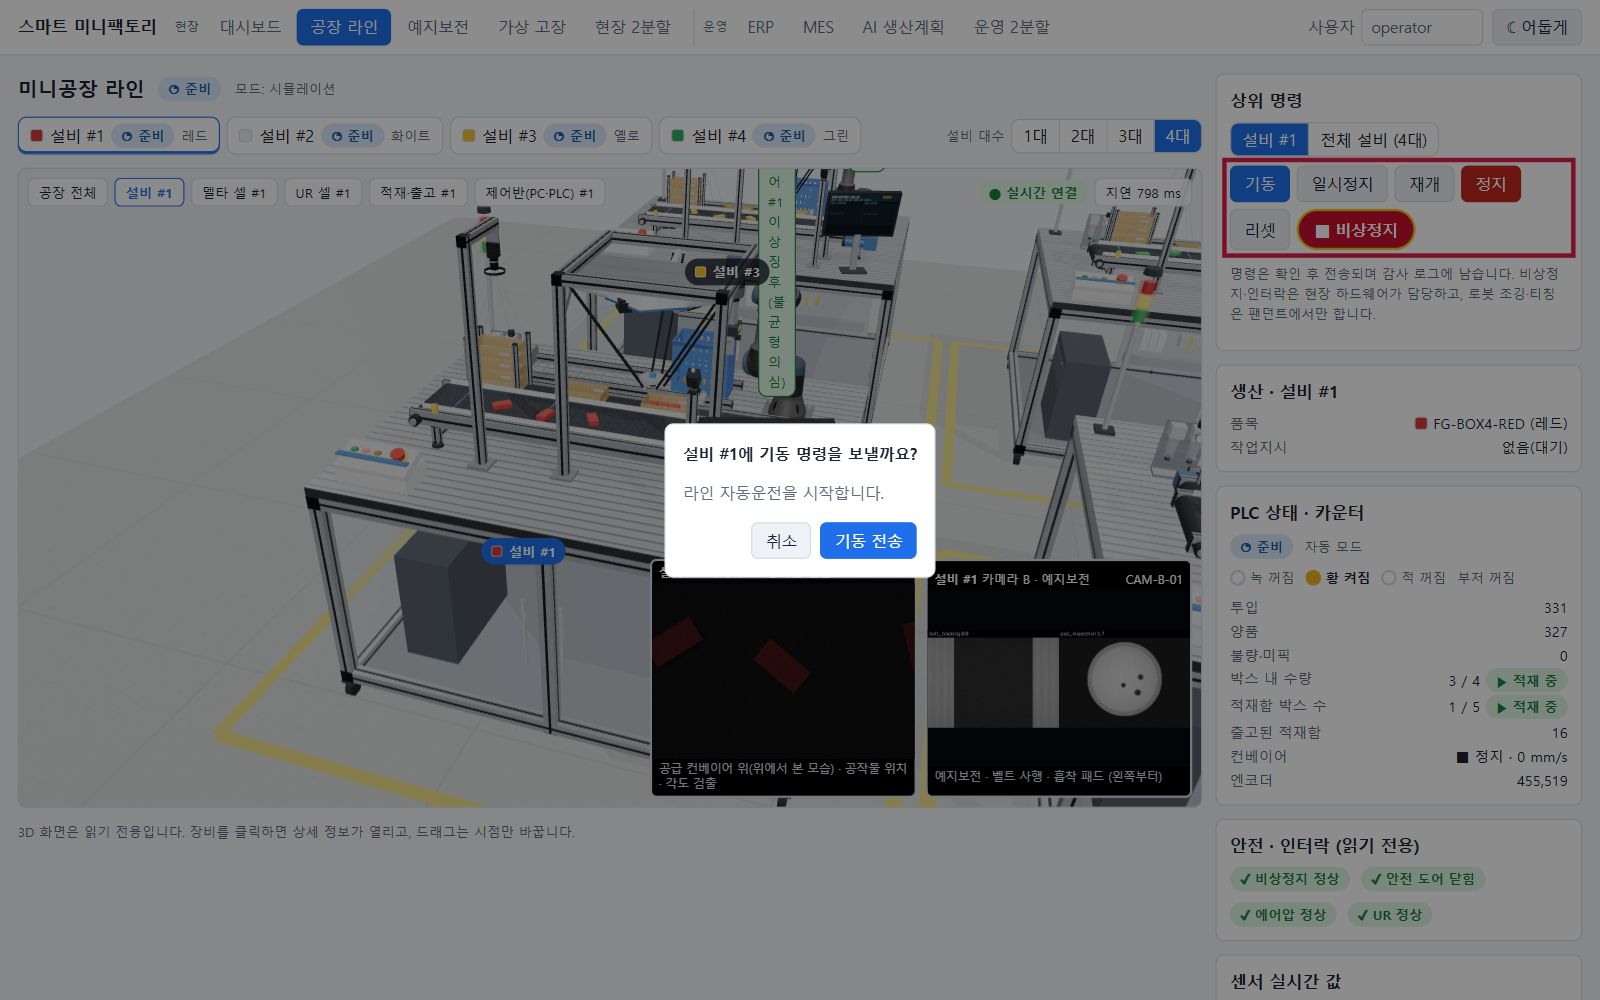 스마트 미니팩토리 현장 대시보드 공장 라인 예지보전 가상 고장 현장 2분할 운영 ERP MES AI 생산계획 운영 2분할 사용자 operator ☾ 어둡게
미니공장 라인 준비 모드: 시뮬레이션
설비 #1 준비 레드 설비 #2 준비 화이트 설비 #3 준비 옐로 설비 #4 준비 그린 설비 대수 1대 2대 3대 4대
공장 전체 설비 #1 델타 셀 #1 UR 셀 #1 적재·출고 #1 제어반(PC·PLC) #1 실시간 연결 지연 798 ms
어
#1
이
상
징
후
(불
균
형
의
심)
설비 #3
설비 #1
설비 #1에 기동 명령을 보낼까요?
라인 자동운전을 시작합니다.
취소 기동 전송
설비 #1 카메라 B · 예지보전 CAM-B-01
공급 컨베이어 위(위에서 본 모습) · 공작물 위치
· 각도 검출
예지보전 · 벨트 사행 · 흡착 패드 (왼쪽부터)
3D 화면은 읽기 전용입니다. 장비를 클릭하면 상세 정보가 열리고, 드래그는 시점만 바꿉니다.
상위 명령
설비 #1 전체 설비 (4대)
기동 일시정지 재개 정지
리셋 ■ 비상정지
명령은 확인 후 전송되며 감사 로그에 남습니다. 비상정
지·인터락은 현장 하드웨어가 담당하고, 로봇 조깅·티칭
은 팬던트에서만 합니다.
생산 · 설비 #1
품목 FG-BOX4-RED (레드)
작업지시 없음(대기)
PLC 상태 · 카운터
준비 자동 모드
녹 꺼짐 황 켜짐 적 꺼짐 부저 꺼짐
투입 331
양품 327
불량·미픽 0
박스 내 수량 3 / 4 ▶ 적재 중
적재함 박스 수 1 / 5 ▶ 적재 중
출고된 적재함 16
컨베이어 ■ 정지 · 0 mm/s
엔코더 455,519
안전 · 인터락 (읽기 전용)
✓ 비상정지 정상 ✓ 안전 도어 닫힘
✓ 에어압 정상 ✓ UR 정상
센서 실시간 값